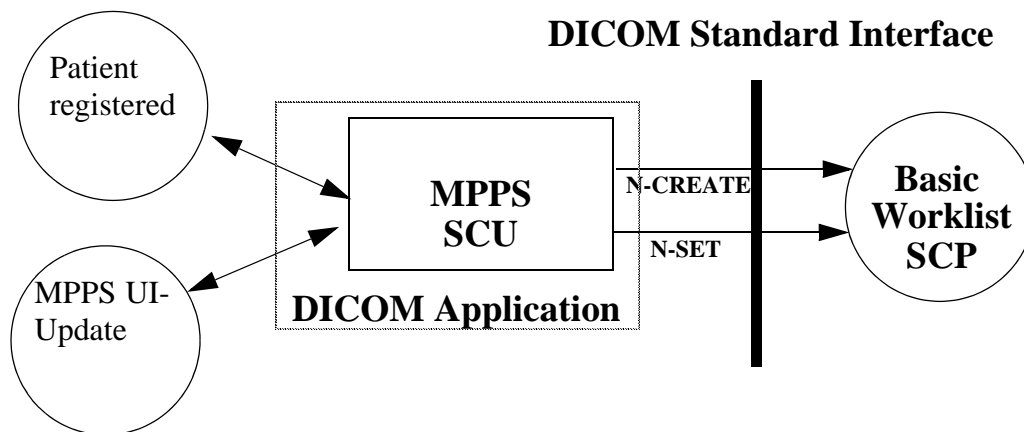 DICOM Standard Interface
Patient
registered
MPPS
SCU
N-CREATE
N-SET
Basic
Worklist
SCP
MPPS UI-
Update
DICOM Application